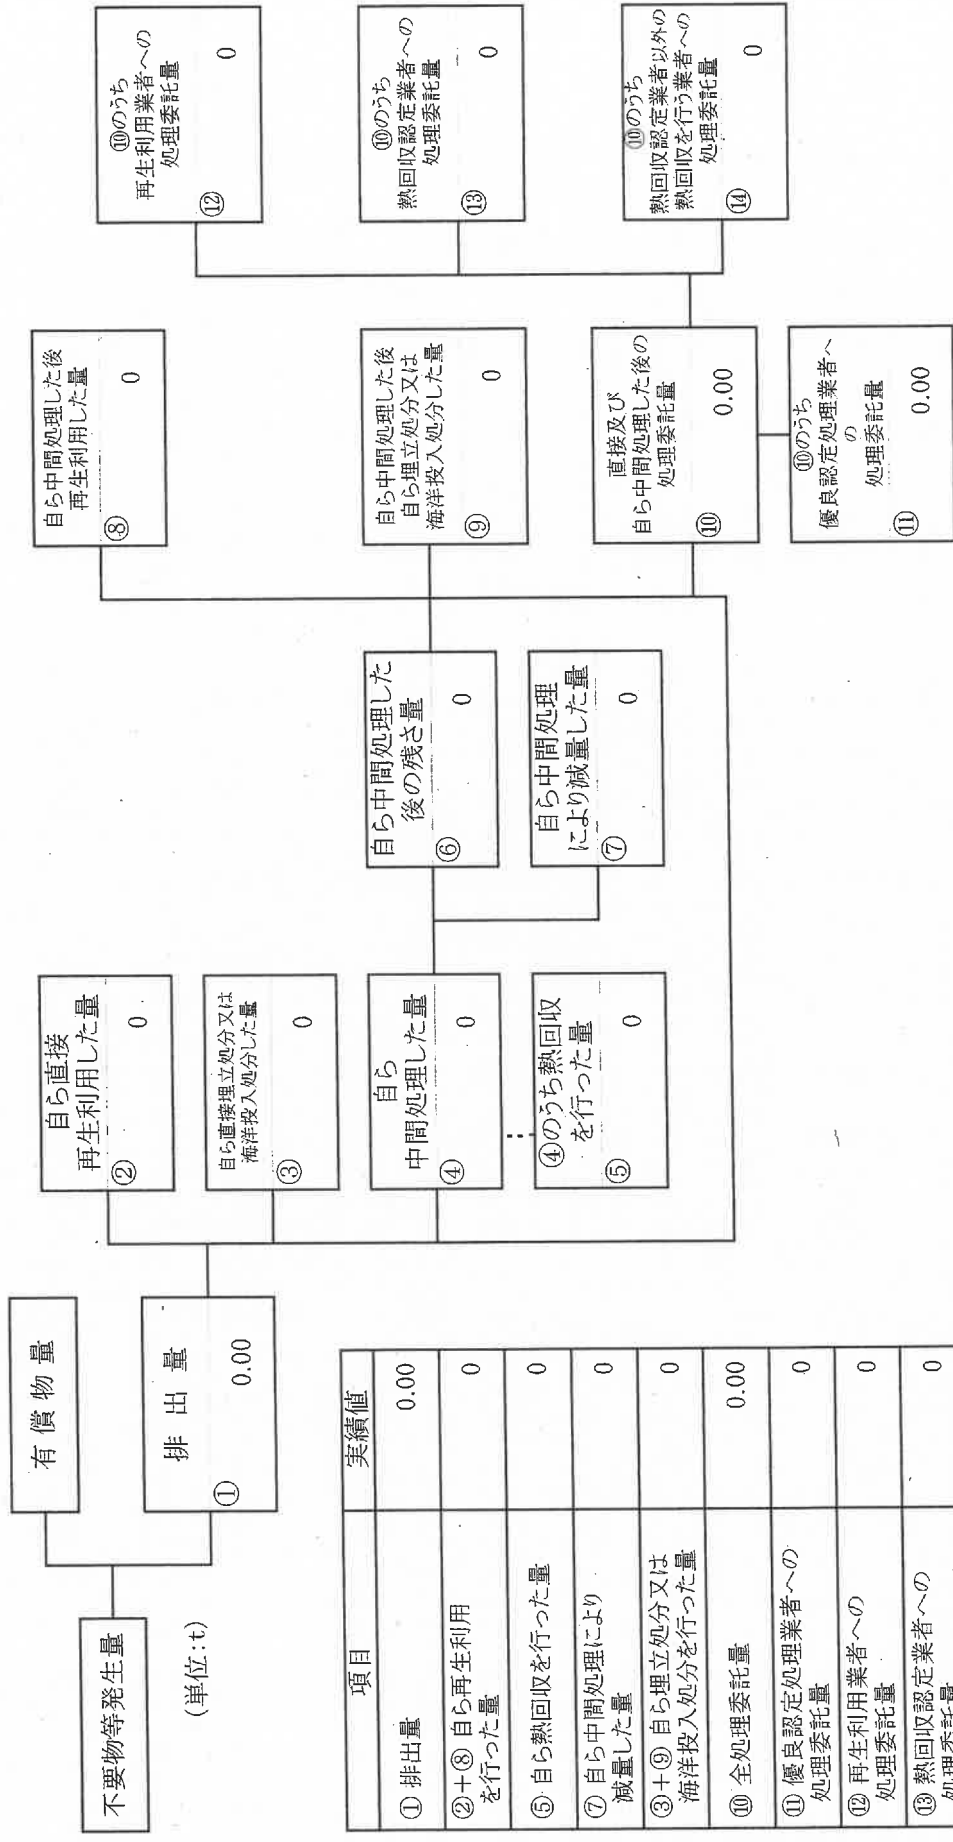 不要物等発生量
(単位:t)
有償物量
排出量
①
0.00
自ら直接
再生利用した量
②
0
自ら直接埋立処分又は
海洋投入処分した量
③
0
自ら
中間処理した量
④
0
④のうち熱回収
を行った量
⑤
0
自ら中間処理した
後の残さ量
⑥
0
自ら中間処理
により減量した量
⑦
0
自ら中間処理した後
再生利用した量
⑧
0
自ら中間処理した後
自ら埋立処分又は
海洋投入処分した量
⑨
0
直接及び
自ら中間処理した後の
処理委託量
⑩
0.00
⑩のうち
優良認定処理業者へ
の
処理委託量
⑪
0.00
⑩のうち
再生利用業者への
処理委託量
⑫
0
⑩のうち
熱回収認定業者への
処理委託量
⑬
0
⑩のうち
熱回収認定業者以外の
熱回収を行う業者への
処理委託量
⑭
0
項目 実績値
① 排出量 0.00
②+⑧ 自ら再生利用
を行った量 0
⑤ 自ら熱回収を行った量 0
⑦ 自ら中間処理により
減量した量 0
③+⑨ 自ら埋立処分又は
海洋投入処分を行った量 0
⑩ 全処理委託量 0.00
⑪ 優良認定処理業者への
処理委託量 0
⑫ 再生利用業者への
処理委託量 0
⑬ 熱回収認定業者への
処理委託量 0